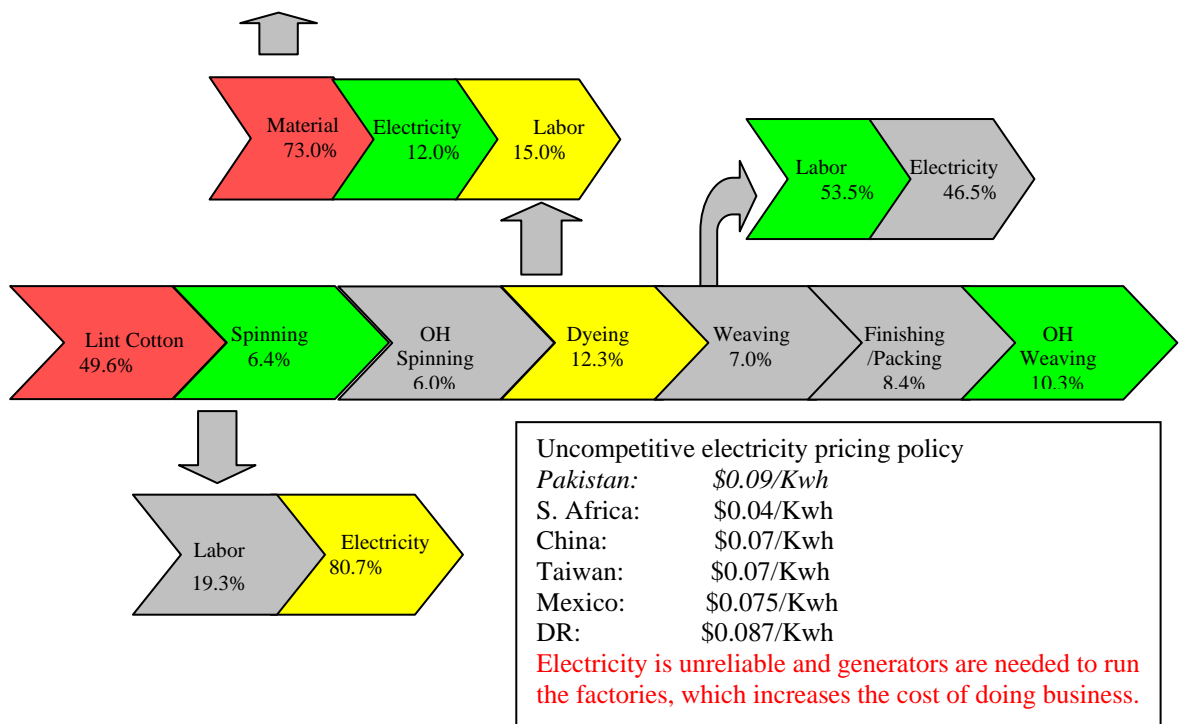 Material
73.0%
Electricity
12.0%
Labor
15.0%
Labor
53.5%
Electricity
46.5%
Lint Cotton
49.6%
Spinning
6.4%
OH
Spinning
6.0%
Dyeing
12.3%
Weaving
7.0%
Finishing
/Packing
8.4%
OH
Weaving
10.3%
Labor
19.3%
Electricity
80.7%
Uncompetitive electricity pricing policy
Pakistan: $0.09/Kwh
S. Africa: $0.04/Kwh
China: $0.07/Kwh
Taiwan: $0.07/Kwh
Mexico: $0.075/Kwh
DR: $0.087/Kwh
Electricity is unreliable and generators are needed to run
the factories, which increases the cost of doing business.